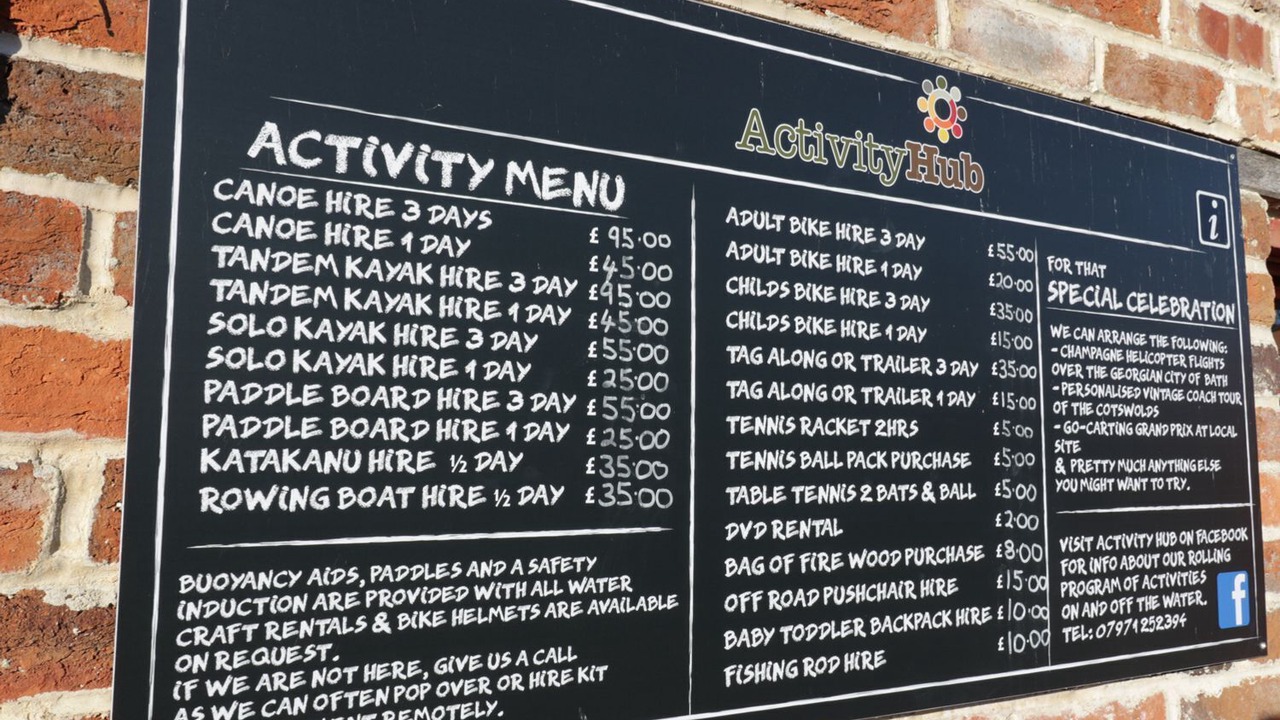 ActivityHub
i
ACTIVITY MENU
CANOE HIRE 3 DAYS £95.00
CANOE HIRE 1 DAY £45.00
TANDEM KAYAK HIRE 3 DAY £95.00
TANDEM KAYAK HIRE 1 DAY £45.00
SOLO KAYAK HIRE 3 DAY £55.00
SOLO KAYAK HIRE 1 DAY £25.00
PADDLE BOARD HIRE 3 DAY £55.00
PADDLE BOARD HIRE 1 DAY £25.00
KATAKANU HIRE ½ DAY £35.00
ROWING BOAT HIRE ½ DAY £35.00
BUOYANCY AIDS, PADDLES AND A SAFETY
INDUCTION ARE PROVIDED WITH ALL WATER
CRAFT RENTALS & BIKE HELMETS ARE AVAILABLE
ON REQUEST.
IF WE ARE NOT HERE, GIVE US A CALL
AS WE CAN OFTEN POP OVER OR HIRE KIT
REMOTELY.
ADULT BIKE HIRE 3 DAY £55.00
ADULT BIKE HIRE 1 DAY £20.00
CHILDS BIKE HIRE 3 DAY £35.00
CHILDS BIKE HIRE 1 DAY £15.00
TAG ALONG OR TRAILER 3 DAY £35.00
TAG ALONG OR TRAILER 1 DAY £15.00
TENNIS RACKET 2HRS £5.00
TENNIS BALL PACK PURCHASE £5.00
TABLE TENNIS 2 BATS & BALL £5.00
DVD RENTAL £2.00
BAG OF FIRE WOOD PURCHASE £8.00
OFF ROAD PUSHCHAIR HIRE £15.00
BABY TODDLER BACKPACK HIRE £10.00
FISHING ROD HIRE £10.00
FOR THAT
SPECIAL CELEBRATION
WE CAN ARRANGE THE FOLLOWING:
- CHAMPAGNE HELICOPTER FLIGHTS
OVER THE GEORGIAN CITY OF BATH
- PERSONALISED VINTAGE COACH TOUR
OF THE COTSWOLDS
- GO-CARTING GRAND PRIX AT LOCAL
SITE
& PRETTY MUCH ANYTHING ELSE
YOU MIGHT WANT TO TRY.
VISIT ACTIVITY HUB ON FACEBOOK
FOR INFO ABOUT OUR ROLLING
PROGRAM OF ACTIVITIES
ON AND OFF THE WATER.
TEL: 07971 252394
f